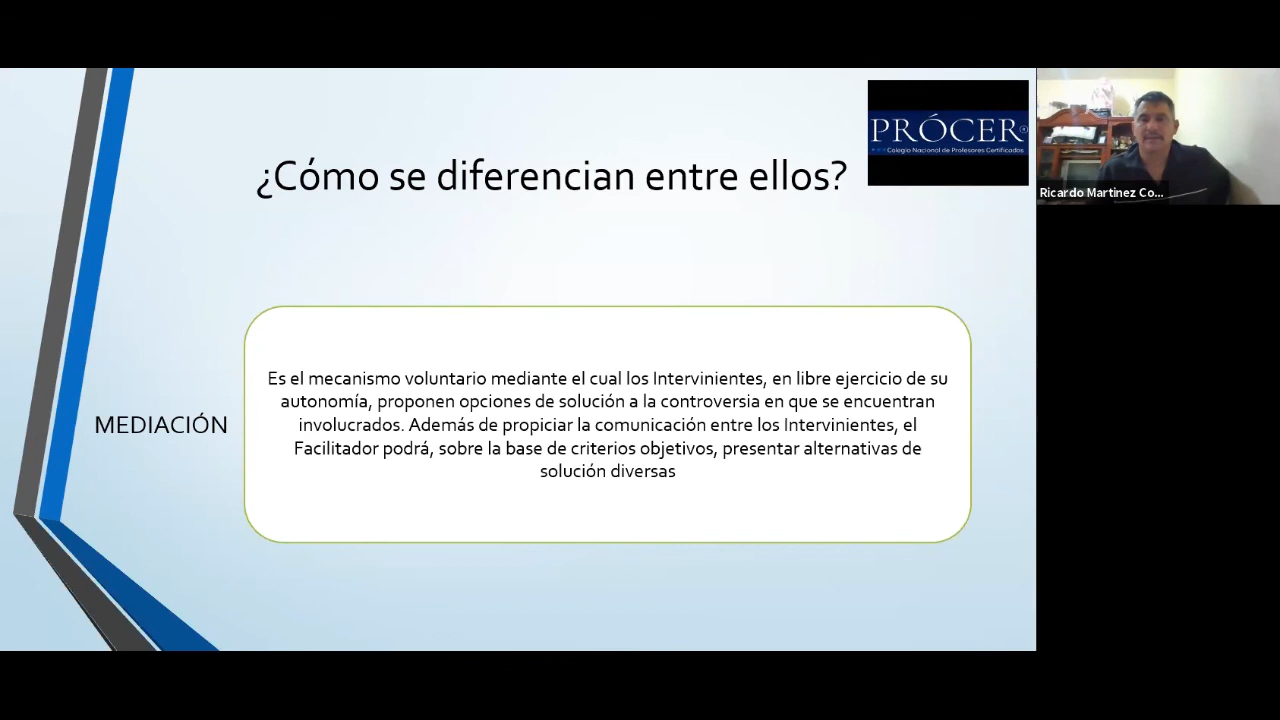 PRÓCER®
Colegio Nacional de Profesores Certificados
¿Cómo se diferencian entre ellos?
Ricardo Martinez Co...
MEDIACIÓN
Es el mecanismo voluntario mediante el cual los Intervinientes, en libre ejercicio de su
autonomía, proponen opciones de solución a la controversia en que se encuentran
involucrados. Además de propiciar la comunicación entre los Intervinientes, el
Facilitador podrá, sobre la base de criterios objetivos, presentar alternativas de
solución diversas